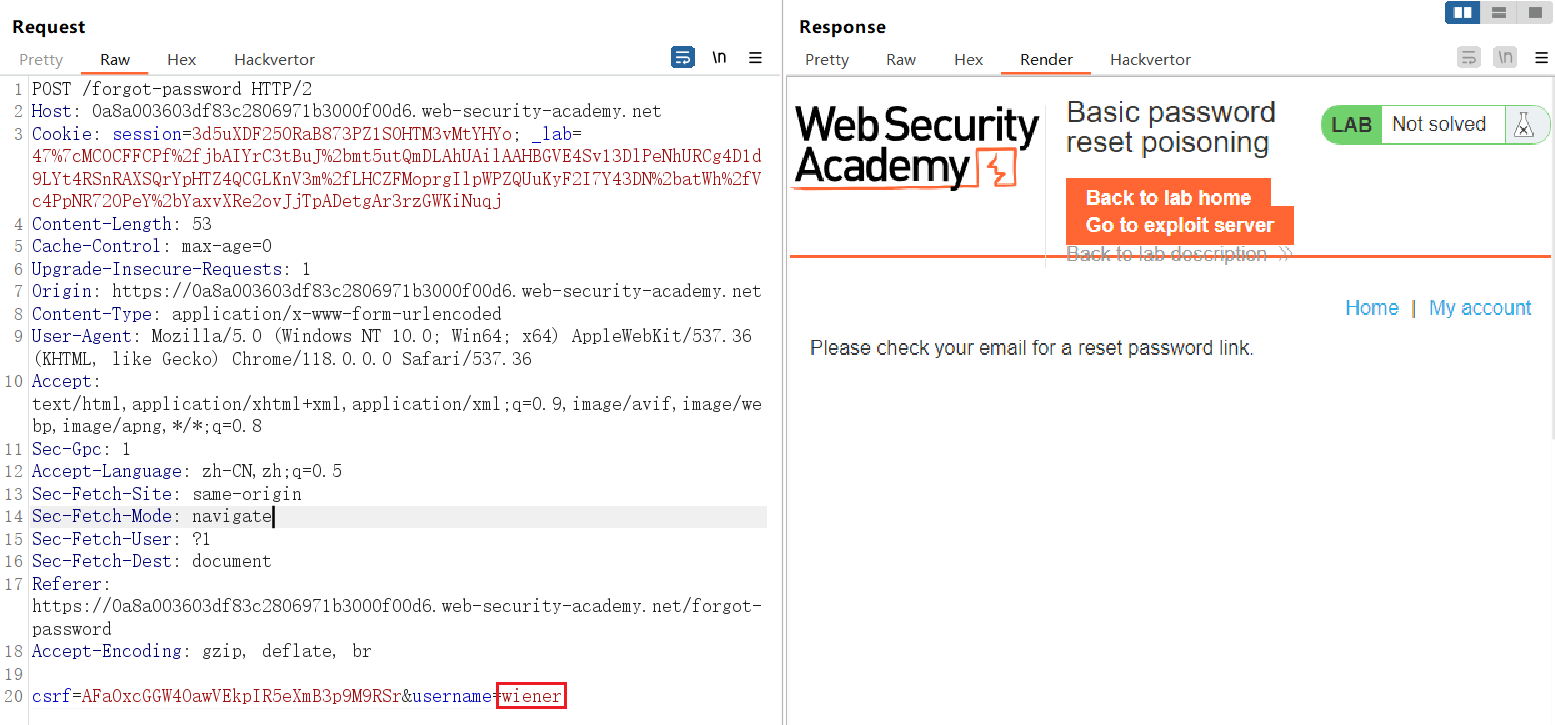 Request
Pretty Raw Hex Hackvertor \n
1 POST /forgot-password HTTP/2
2 Host: 0a8a003603df83c2806971b3000f00d6.web-security-academy.net
3 Cookie: session=3d5uXDF250RaB873PZ1SOHTM3vMtYHYo; _lab=
47%7cMC0CFFCPf%2fjbAIYrC3tBuJ%2bmt5utQmDLAhUAilAAHBGVE4Sv13DlPeNhURCg4D1d
9LYt4RSnRAXSQrYpHTZ4QCGLKnV3m%2fLHCZFMoprgIlpWPZQUuKyF2I7Y43DN%2batWh%2fV
c4PpNR720PeY%2bYaxvXRe2ovJjTpADetgAr3rzGWKiNuqj
4 Content-Length: 53
5 Cache-Control: max-age=0
6 Upgrade-Insecure-Requests: 1
7 Origin: https://0a8a003603df83c2806971b3000f00d6.web-security-academy.net
8 Content-Type: application/x-www-form-urlencoded
9 User-Agent: Mozilla/5.0 (Windows NT 10.0; Win64; x64) AppleWebKit/537.36
(KHTML, like Gecko) Chrome/118.0.0.0 Safari/537.36
10 Accept:
text/html,application/xhtml+xml,application/xml;q=0.9,image/avif,image/we
bp,image/apng,*/*;q=0.8
11 Sec-Gpc: 1
12 Accept-Language: zh-CN,zh;q=0.5
13 Sec-Fetch-Site: same-origin
14 Sec-Fetch-Mode: navigate
15 Sec-Fetch-User: ?1
16 Sec-Fetch-Dest: document
17 Referer:
https://0a8a003603df83c2806971b3000f00d6.web-security-academy.net/forgot-
password
18 Accept-Encoding: gzip, deflate, br
19
20 csrf=AFaOxcGGW4OawVEkpIR5eXmB3p9M9RSr&username=wiener
Response
Pretty Raw Hex Render Hackvertor \n
Web Security
Academy
Basic password
reset poisoning
LAB Not solved
Back to lab home
Go to exploit server
Back to lab description
Home | My account
Please check your email for a reset password link.